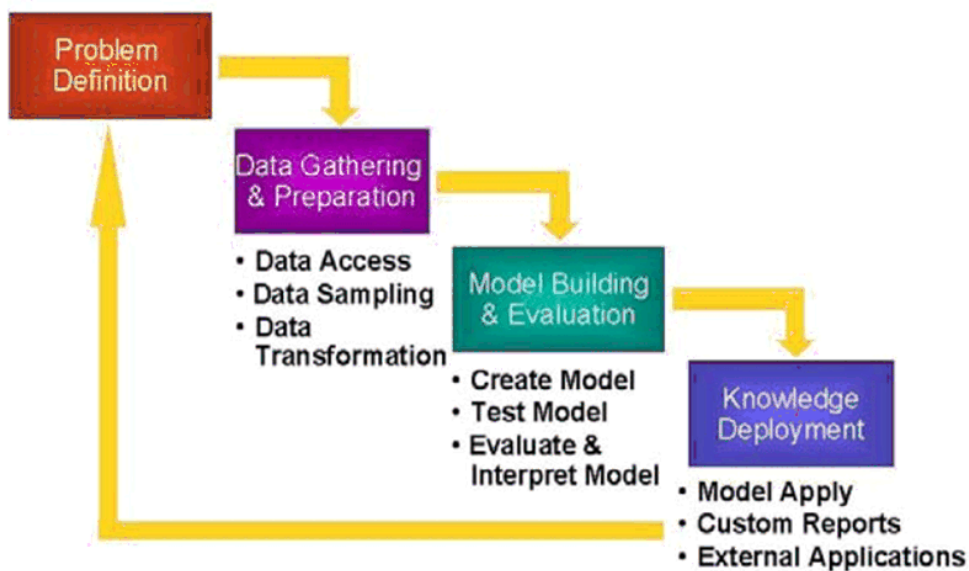 Problem
Definition
Data Gathering
& Preparation
• Data Access
• Data Sampling
• Data
Transformation
Model Building
& Evaluation
• Create Model
• Test Model
• Evaluate &
Interpret Model
Knowledge
Deployment
• Model Apply
• Custom Reports
• External Applications